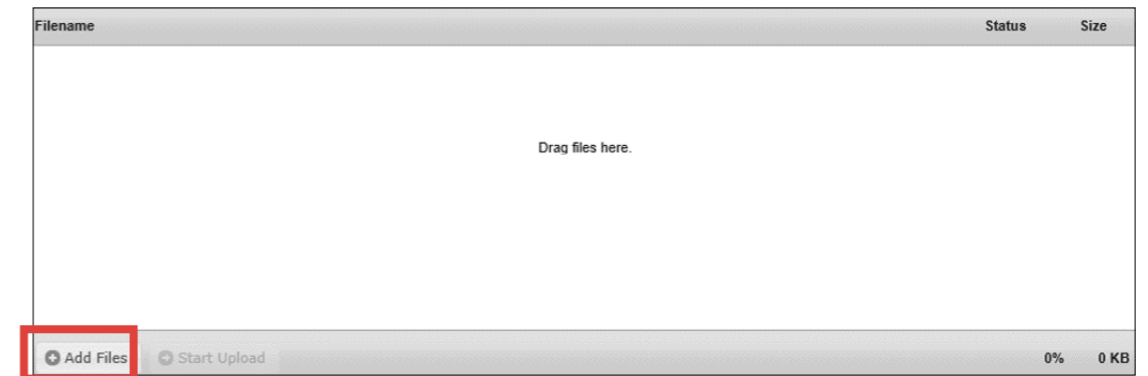 Filename Status Size
Drag files here.
Add Files Start Upload 0% 0 KB